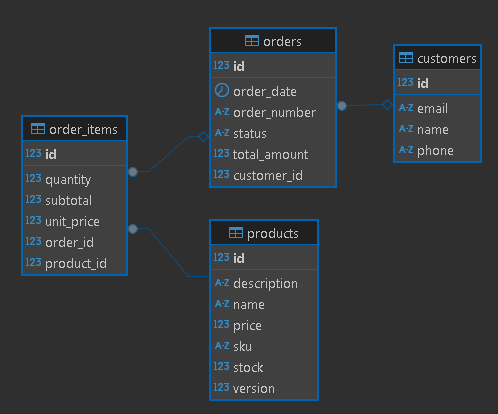 orders
123 id
order_date
A-Z order_number
A-Z status
123 total_amount
123 customer_id
customers
123 id
A-Z email
A-Z name
A-Z phone
order_items
123 id
123 quantity
123 subtotal
123 unit_price
123 order_id
123 product_id
products
123 id
A-Z description
A-Z name
123 price
A-Z sku
123 stock
123 version